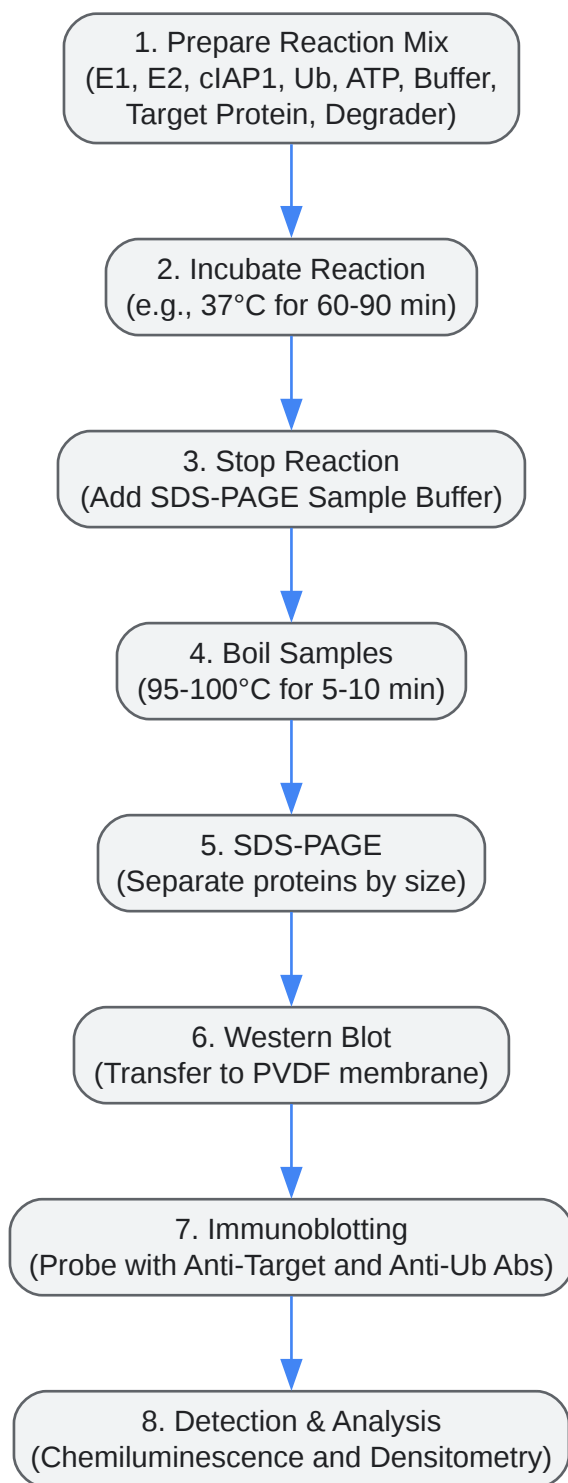 1. Prepare Reaction Mix
(E1, E2, cIAP1, Ub, ATP, Buffer,
Target Protein, Degrader)
2. Incubate Reaction
(e.g., 37°C for 60-90 min)
3. Stop Reaction
(Add SDS-PAGE Sample Buffer)
4. Boil Samples
(95-100°C for 5-10 min)
5. SDS-PAGE
(Separate proteins by size)
6. Western Blot
(Transfer to PVDF membrane)
7. Immunoblotting
(Probe with Anti-Target and Anti-Ub Abs)
8. Detection & Analysis
(Chemiluminescence and Densitometry)